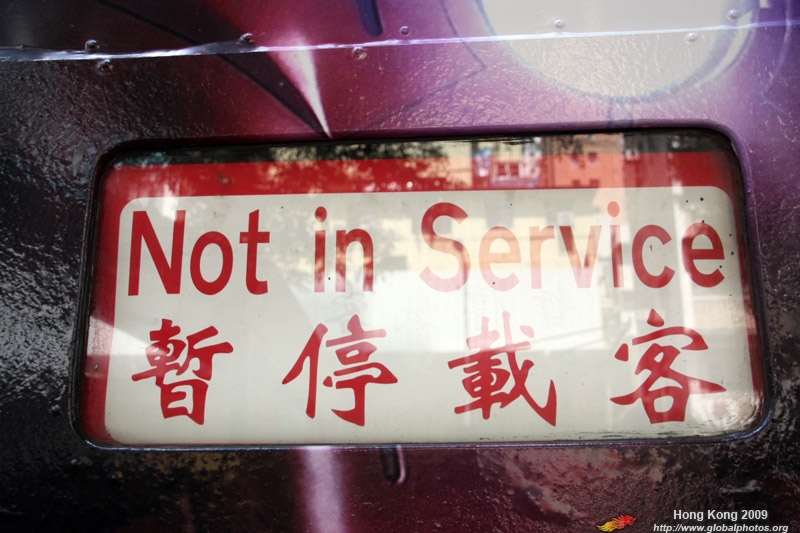 Not in Service
暫停載客
Hong Kong 2009
http://www.globalphotos.org